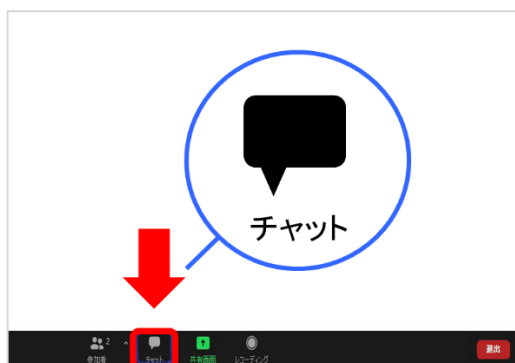 チャット
2
参加者
チャット
共有画面
レコーディング
退出